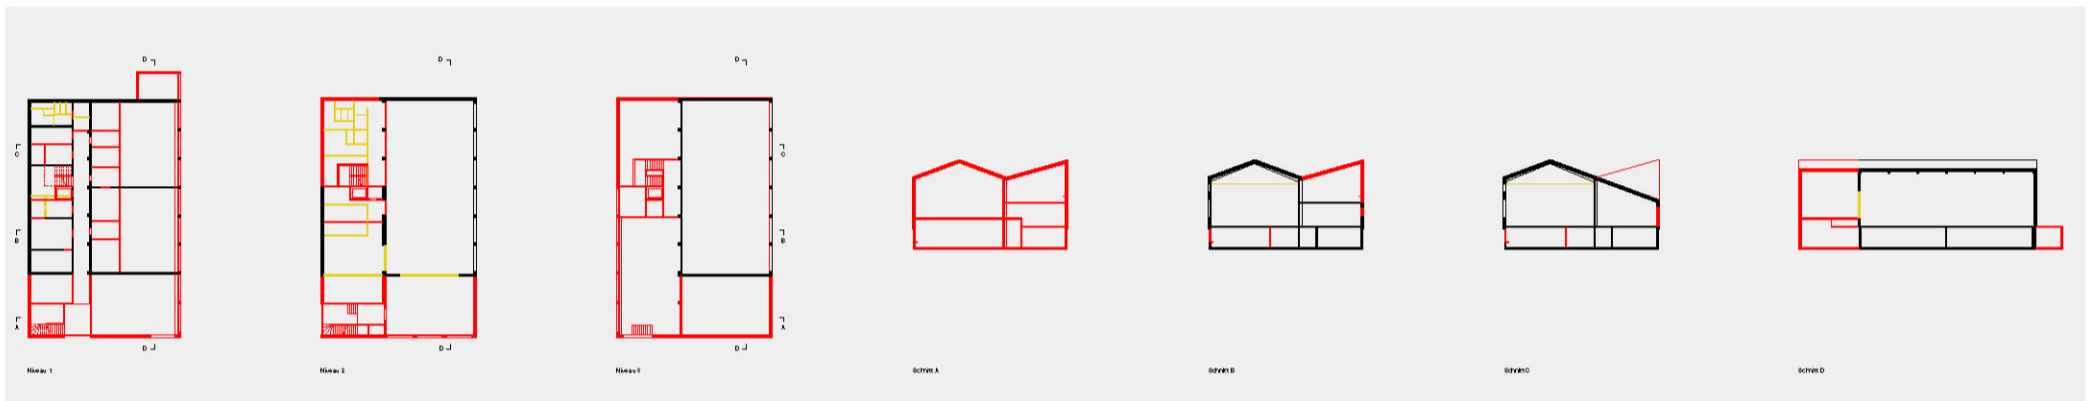 D
D
D
C
C
B
B
A
A
D
D
D
Niveau 1
Niveau 2
Niveau 3
Schnitt A
Schnitt B
Schnitt C
Schnitt D